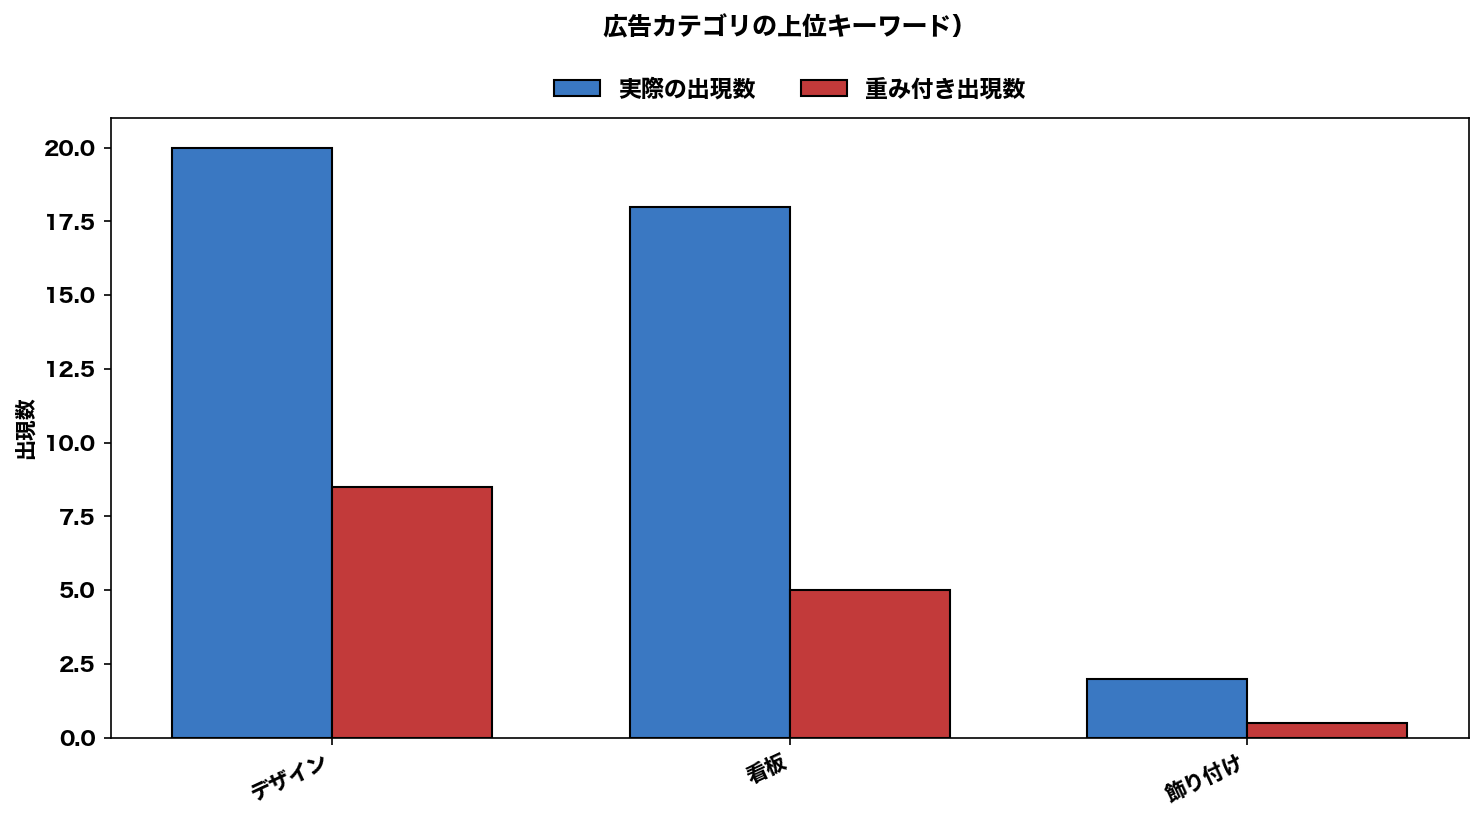 広告カテゴリの上位キーワード）
実際の出現数
重み付き出現数
出現数
20.0
17.5
15.0
12.5
10.0
7.5
5.0
2.5
0.0
デザイン
看板
飾り付け